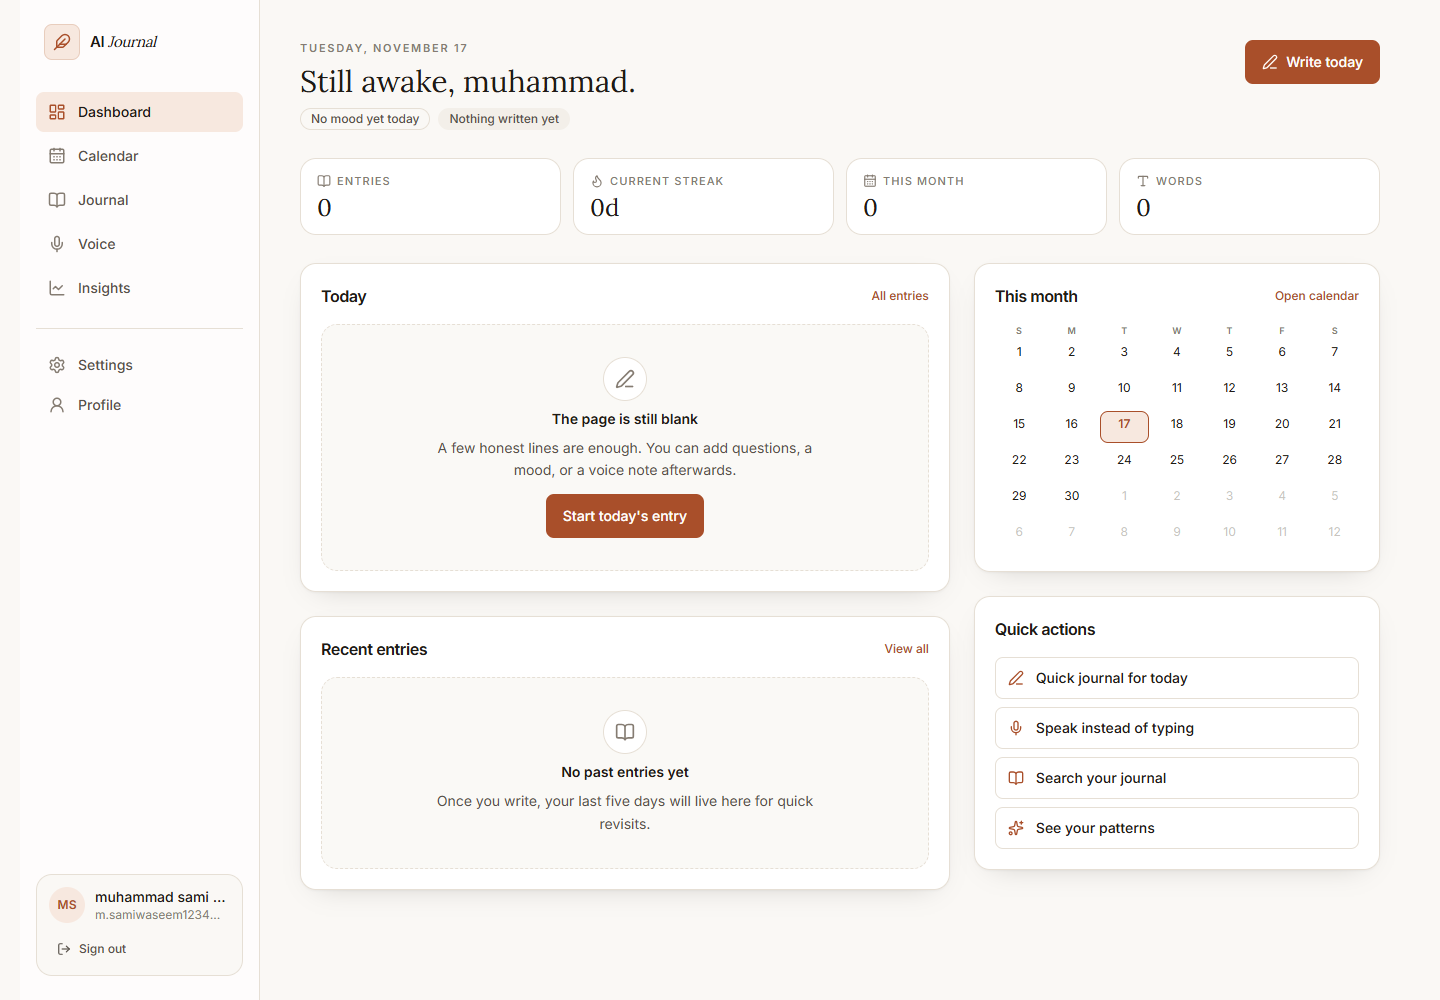 AI Journal
Dashboard
Calendar
Journal
Voice
Insights
Settings
Profile
MS
muhammad sami ...
m.samiwaseem1234...
Sign out
TUESDAY, NOVEMBER 17
Still awake, muhammad.
No mood yet today
Nothing written yet
Write today
ENTRIES
0
CURRENT STREAK
0d
THIS MONTH
0
WORDS
0
Today
All entries
The page is still blank
A few honest lines are enough. You can add questions, a
mood, or a voice note afterwards.
Start today's entry
Recent entries
View all
No past entries yet
Once you write, your last five days will live here for quick
revisits.
This month
Open calendar
S M T W T F S
1 2 3 4 5 6 7
8 9 10 11 12 13 14
15 16 17 18 19 20 21
22 23 24 25 26 27 28
29 30 1 2 3 4 5
6 7 8 9 10 11 12
Quick actions
Quick journal for today
Speak instead of typing
Search your journal
See your patterns